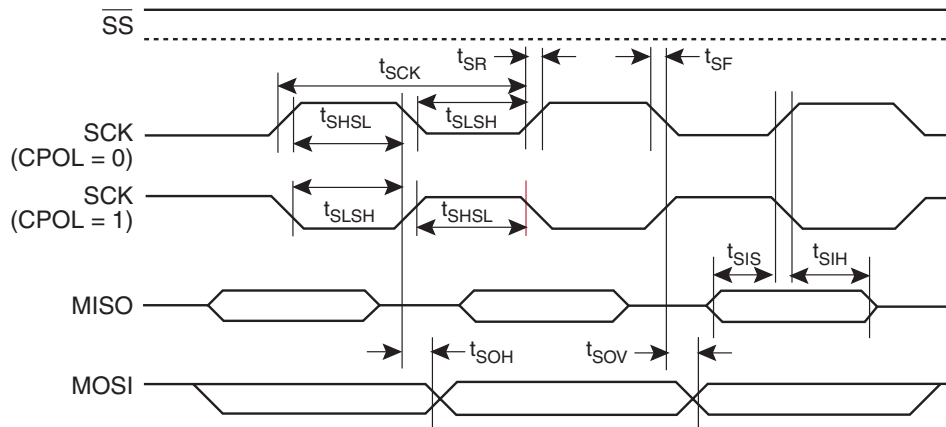 SS
tSCK
tSR
tSF
tSHSL
tSLSH
SCK
(CPOL = 0)
SCK
(CPOL = 1)
tSLSH
tSHSL
tSIS
tSIH
MISO
tSOH
tSOV
MOSI